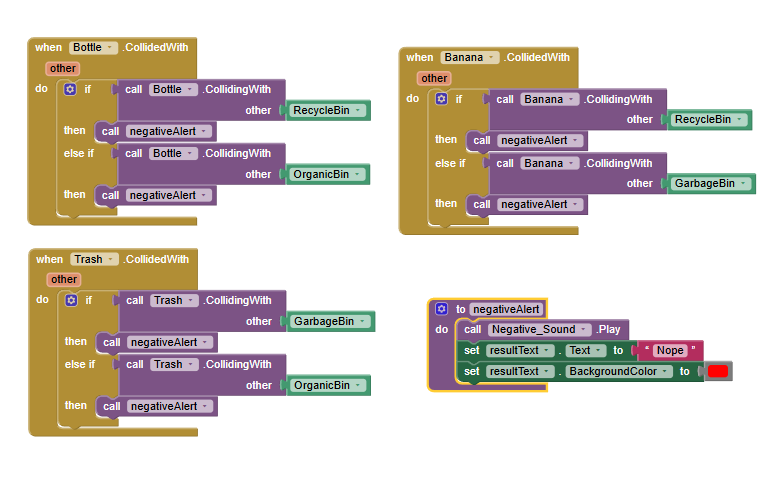 when Bottle .CollidedWith
other
do if call Bottle .CollidingWith
other RecycleBin
then call negativeAlert
else if call Bottle .CollidingWith
other OrganicBin
then call negativeAlert
when Banana .CollidedWith
other
do if call Banana .CollidingWith
other RecycleBin
then call negativeAlert
else if call Banana .CollidingWith
other GarbageBin
then call negativeAlert
when Trash .CollidedWith
other
do if call Trash .CollidingWith
other GarbageBin
then call negativeAlert
else if call Trash .CollidingWith
other OrganicBin
then call negativeAlert
to negativeAlert
do call Negative_Sound .Play
set resultText . Text to “ Nope ”
set resultText . BackgroundColor to